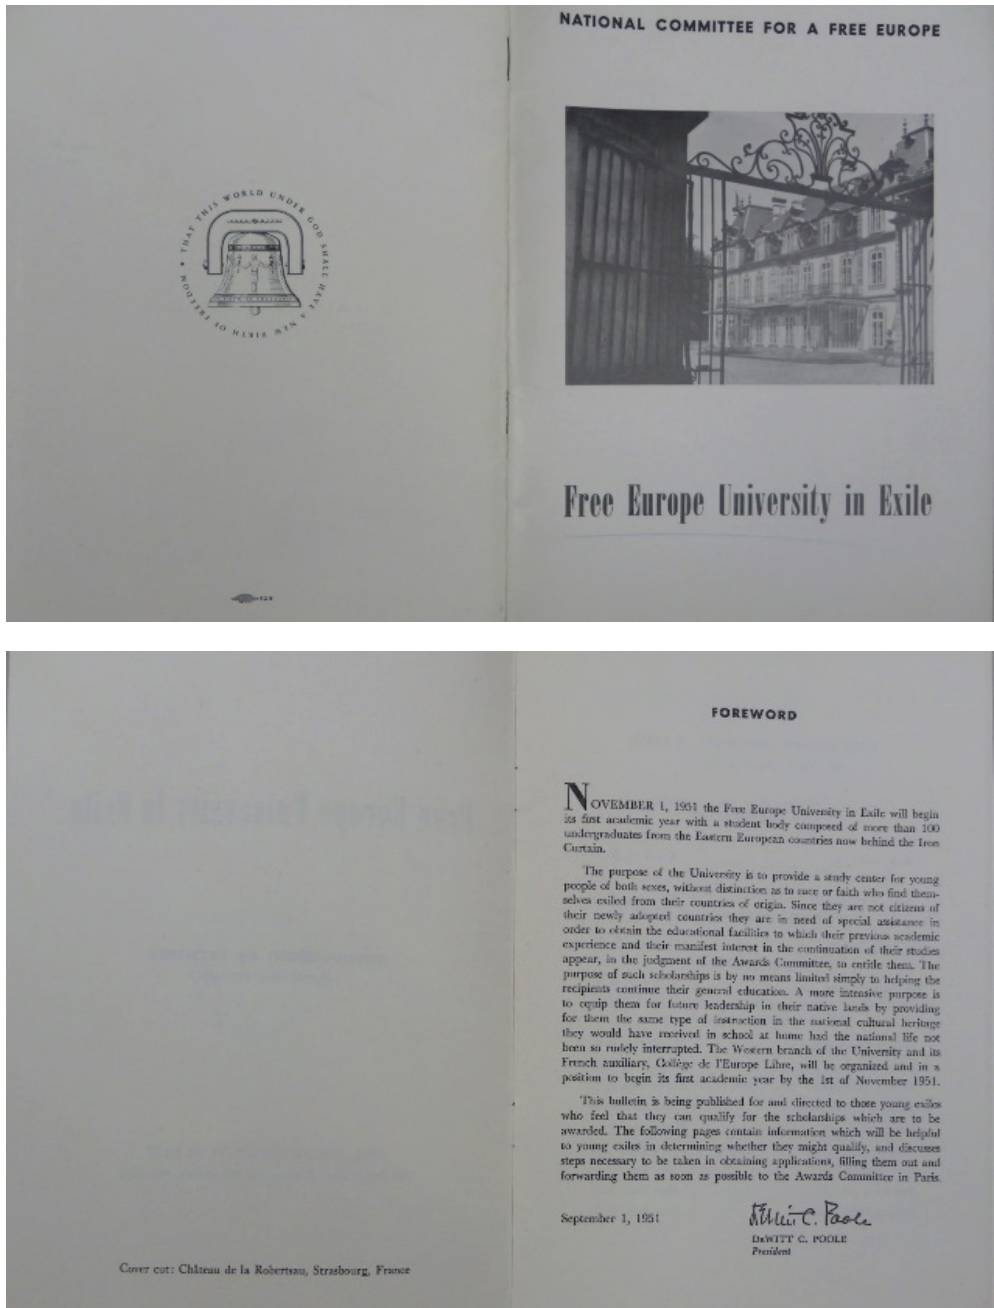 NATIONAL COMMITTEE FOR A FREE EUROPE
THAT THIS WORLD UNDER GOD SHALL HAVE A NEW BIRTH OF FREEDOM
Free Europe University in Exile
FOREWORD
NOVEMBER 1, 1951 the Free Europe University in Exile will begin
its first academic year with a student body composed of more than 100
undergraduates from the Eastern European countries now behind the Iron
Curtain.
The purpose of the University is to provide a study center for young
people of both sexes, without distinction as to race or faith who find them-
selves exiled from their countries of origin. Since they are not citizens of
their newly adopted countries they are in need of special assistance in
order to obtain the educational facilities to which their previous academic
experience and their manifest interest in the continuation of their studies
appear, in the judgment of the Awards Committee, to entitle them. The
purpose of such scholarships is by no means limited simply to helping the
recipients continue their general education. A more intensive purpose is
to equip them for future leadership in their native lands by providing
for them the same type of instruction in the national cultural heritage
they would have received in school at home had the national life not
been so rudely interrupted. The Western branch of the University and its
French auxiliary, Collège de l'Europe Libre, will be organized and in a
position to begin its first academic year by the 1st of November 1951.
This bulletin is being published for and directed to those young exiles
who feel that they can qualify for the scholarships which are to be
awarded. The following pages contain information which will be helpful
to young exiles in determining whether they might qualify, and discusses
steps necessary to be taken in obtaining applications, filling them out and
forwarding them as soon as possible to the Awards Committee in Paris.
September 1, 1951
DeWitt C. Poole
DeWITT C. POOLE
President
Cover cut: Château de la Robertsau, Strasbourg, France